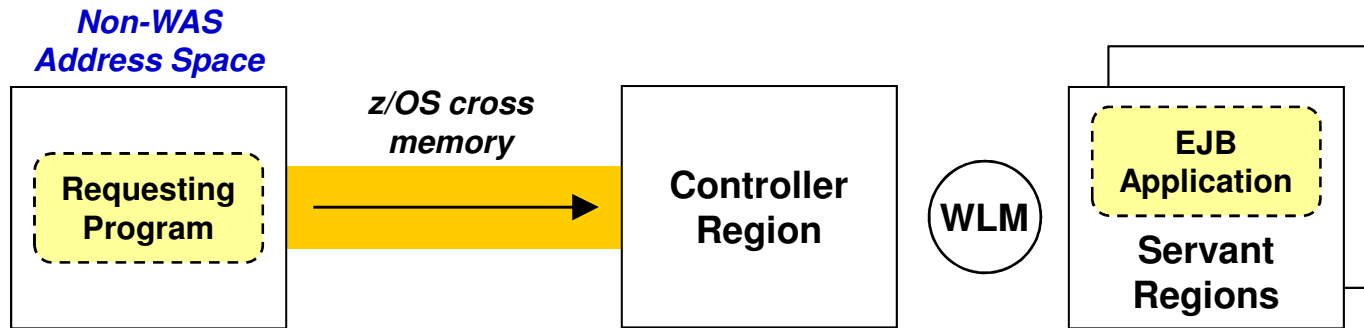 Non-WAS
Address Space
z/OS cross
memory
Requesting
Program
Controller
Region
WLM
EJB
Application
Servant
Regions